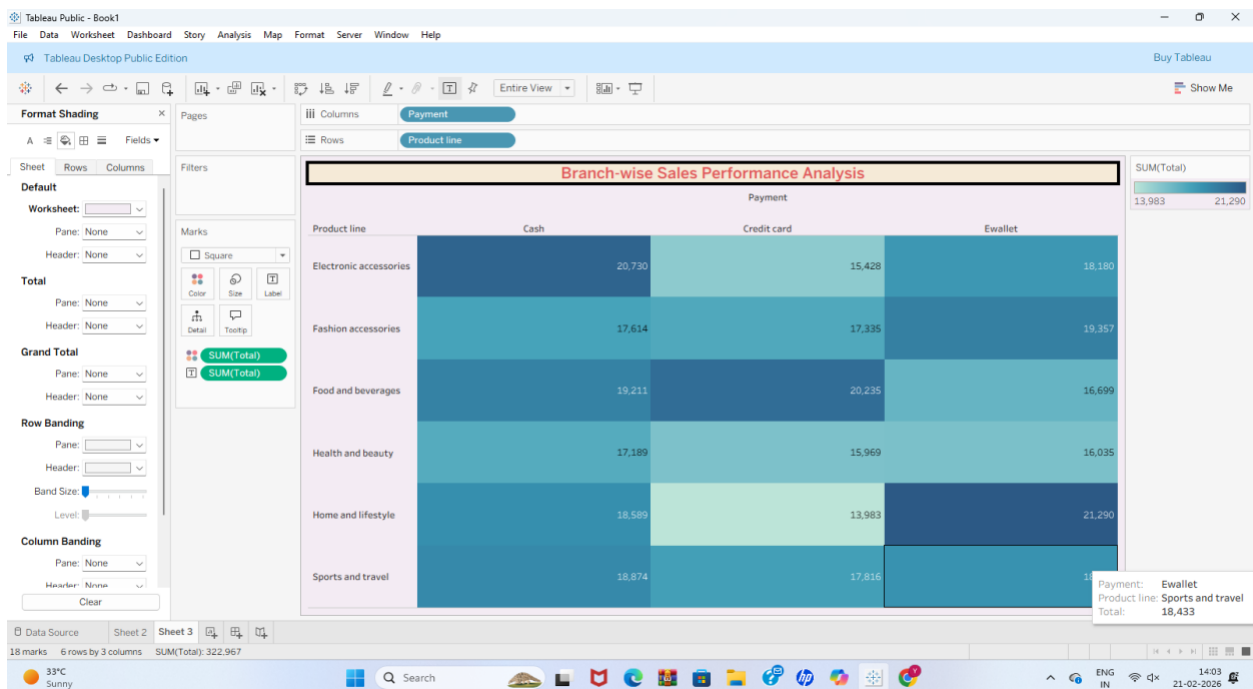 Tableau Public - Book1
File Data Worksheet Dashboard Story Analysis Map Format Server Window Help
Tableau Desktop Public Edition Buy Tableau
Entire View Show Me
Format Shading
Fields
Sheet Rows Columns
Default
Worksheet:
Pane: None
Header: None
Total
Pane: None
Header: None
Grand Total
Pane: None
Header: None
Row Banding
Pane:
Header:
Band Size:
Level:
Column Banding
Pane: None
Header: None
Clear
Pages
Filters
Marks
Square
Color Size Label
Detail Tooltip
SUM(Total)
SUM(Total)
Columns Payment
Rows Product line
Branch-wise Sales Performance Analysis
Payment
Product line Cash Credit card Ewallet
Electronic accessories 20,730 15,428 18,180
Fashion accessories 17,614 17,335 19,357
Food and beverages 19,211 20,235 16,699
Health and beauty 17,189 15,969 16,035
Home and lifestyle 18,589 13,983 21,290
Sports and travel 18,874 17,816
Payment: Ewallet
Product line: Sports and travel
Total: 18,433
SUM(Total)
13,983 21,290
Data Source Sheet 2 Sheet 3
18 marks 6 rows by 3 columns SUM(Total): 322,967
33°C
Sunny
Search
ENG
IN
14:03
21-02-2026